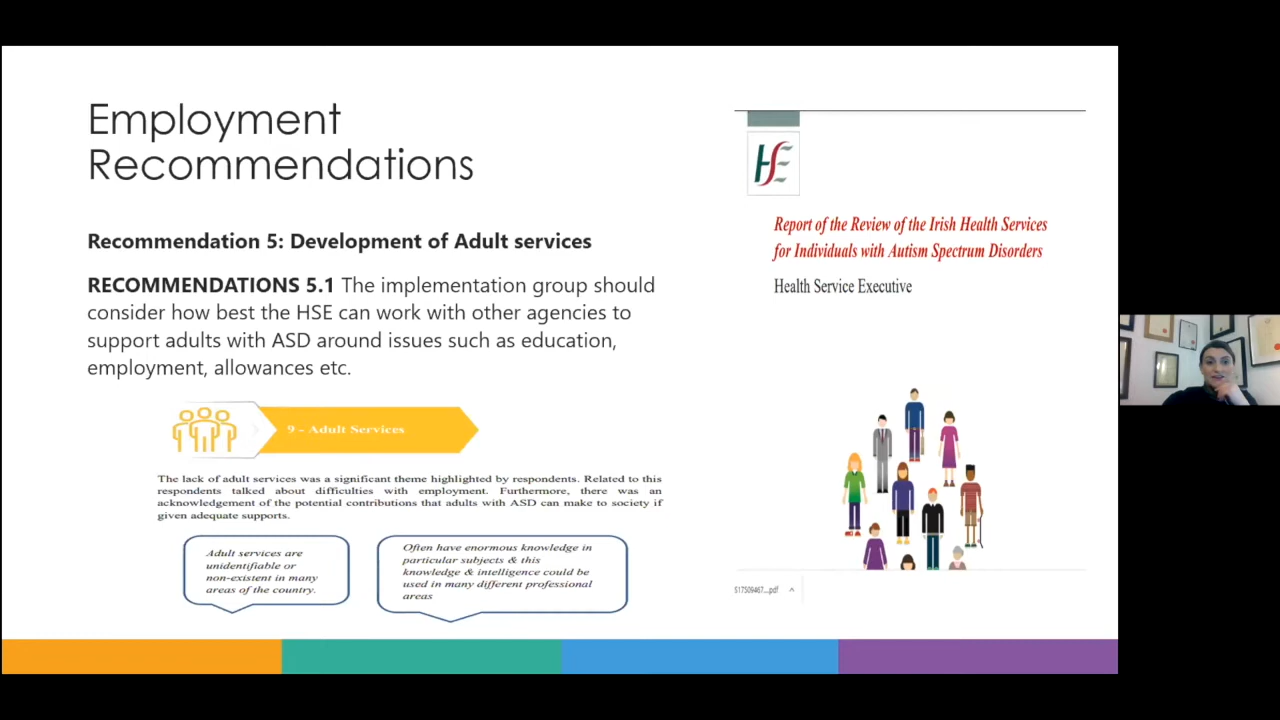 Employment
Recommendations
Recommendation 5: Development of Adult services
RECOMMENDATIONS 5.1 The implementation group should
consider how best the HSE can work with other agencies to
support adults with ASD around issues such as education,
employment, allowances etc.
9 - Adult Services
The lack of adult services was a significant theme highlighted by respondents. Related to this
respondents talked about difficulties with employment. Furthermore, there was an
acknowledgement of the potential contributions that adults with ASD can make to society if
given adequate supports.
Adult services are
unidentifiable or
non-existent in many
areas of the country.
Often have enormous knowledge in
particular subjects & this
knowledge & intelligence could be
used in many different professional
areas
HSE
Report of the Review of the Irish Health Services
for Individuals with Autism Spectrum Disorders
Health Service Executive
S17509467....pdf